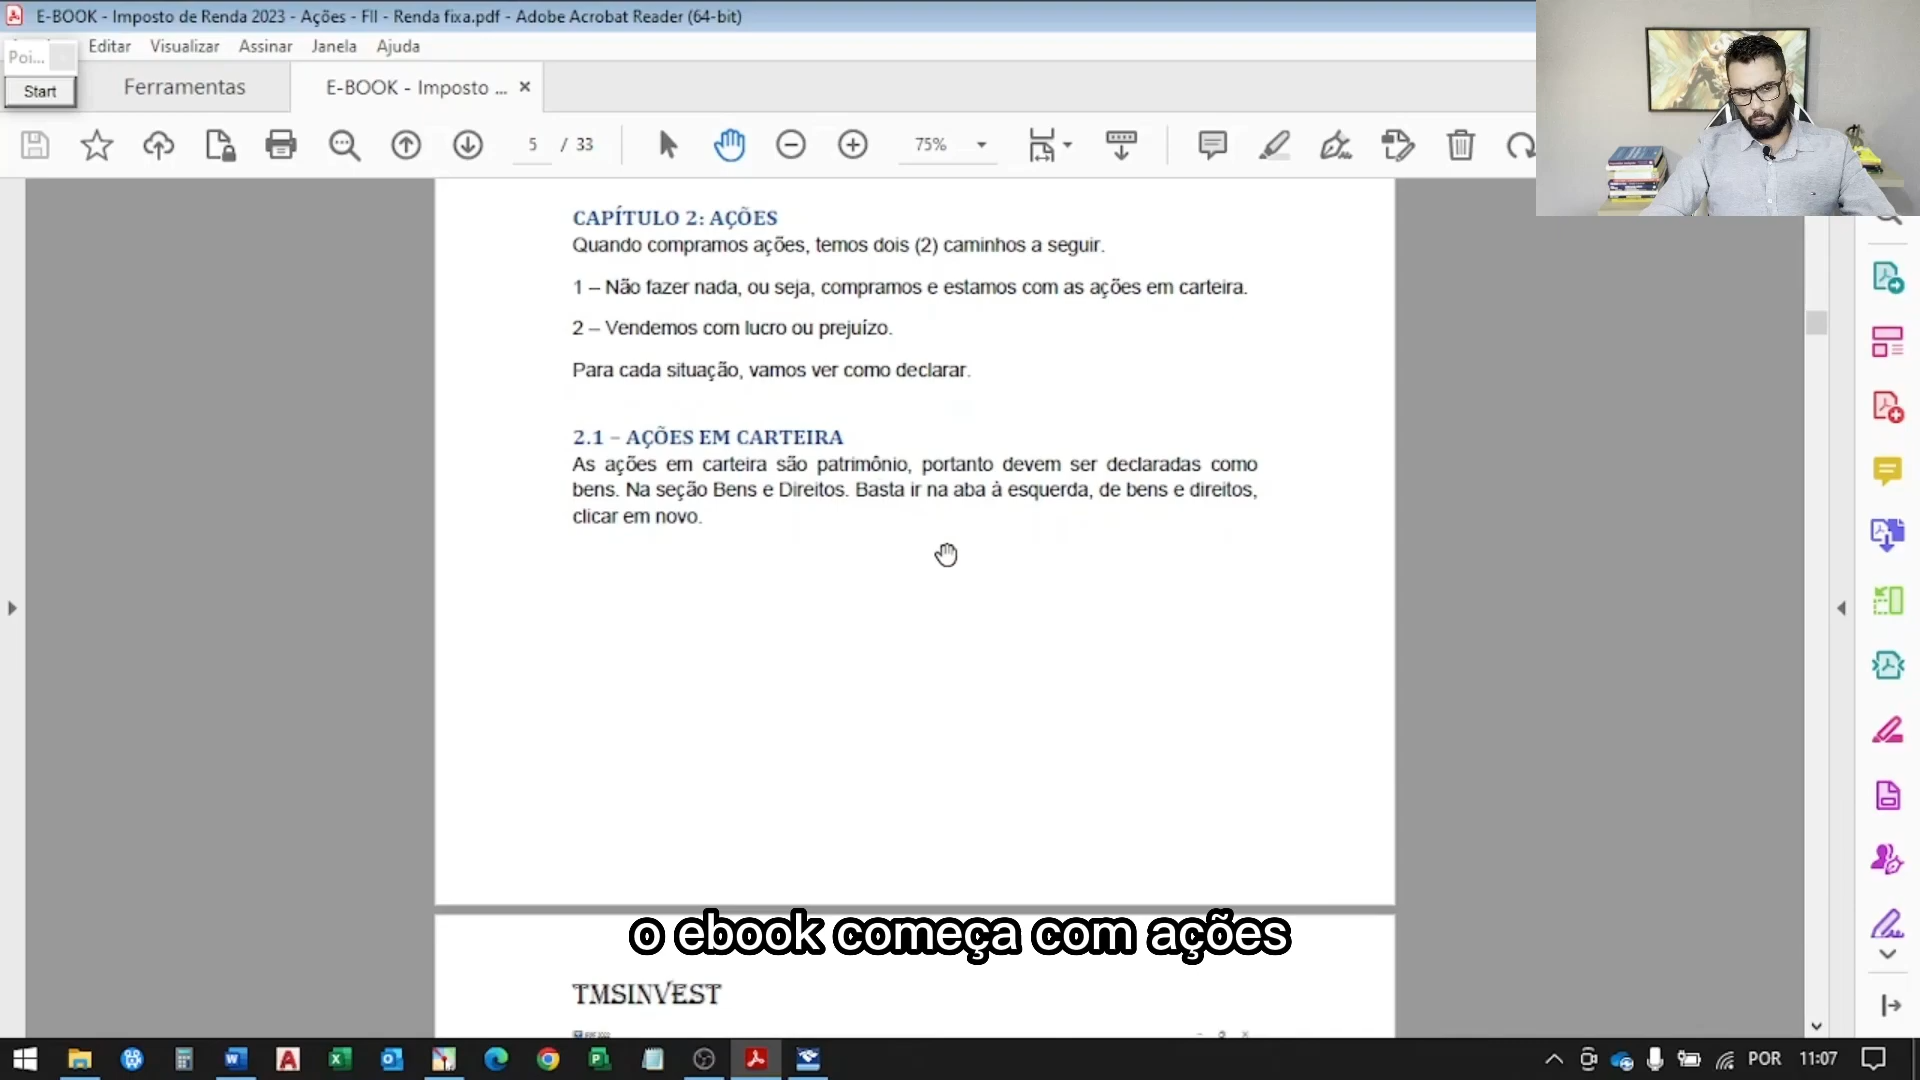 E-BOOK - Imposto de Renda 2023 - Ações - FII - Renda fixa.pdf - Adobe Acrobat Reader (64-bit)
Editar Visualizar Assinar Janela Ajuda
Poi...
Start
Ferramentas
E-BOOK - Imposto ... ×
5 / 33
75%
CAPÍTULO 2: AÇÕES
Quando compramos ações, temos dois (2) caminhos a seguir.
1 – Não fazer nada, ou seja, compramos e estamos com as ações em carteira.
2 – Vendemos com lucro ou prejuízo.
Para cada situação, vamos ver como declarar.
2.1 – AÇÕES EM CARTEIRA
As ações em carteira são patrimônio, portanto devem ser declaradas como
bens. Na seção Bens e Direitos. Basta ir na aba à esquerda, de bens e direitos,
clicar em novo.
o ebook começa com ações
TMSINVEST
POR 11:07